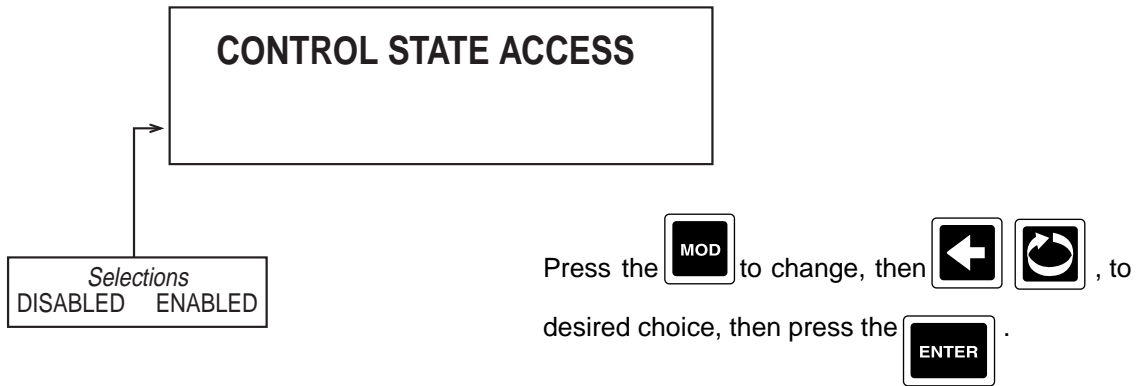 CONTROL STATE ACCESS
Selections
DISABLED ENABLED
Press the MOD to change, then , to
desired choice, then press the ENTER .